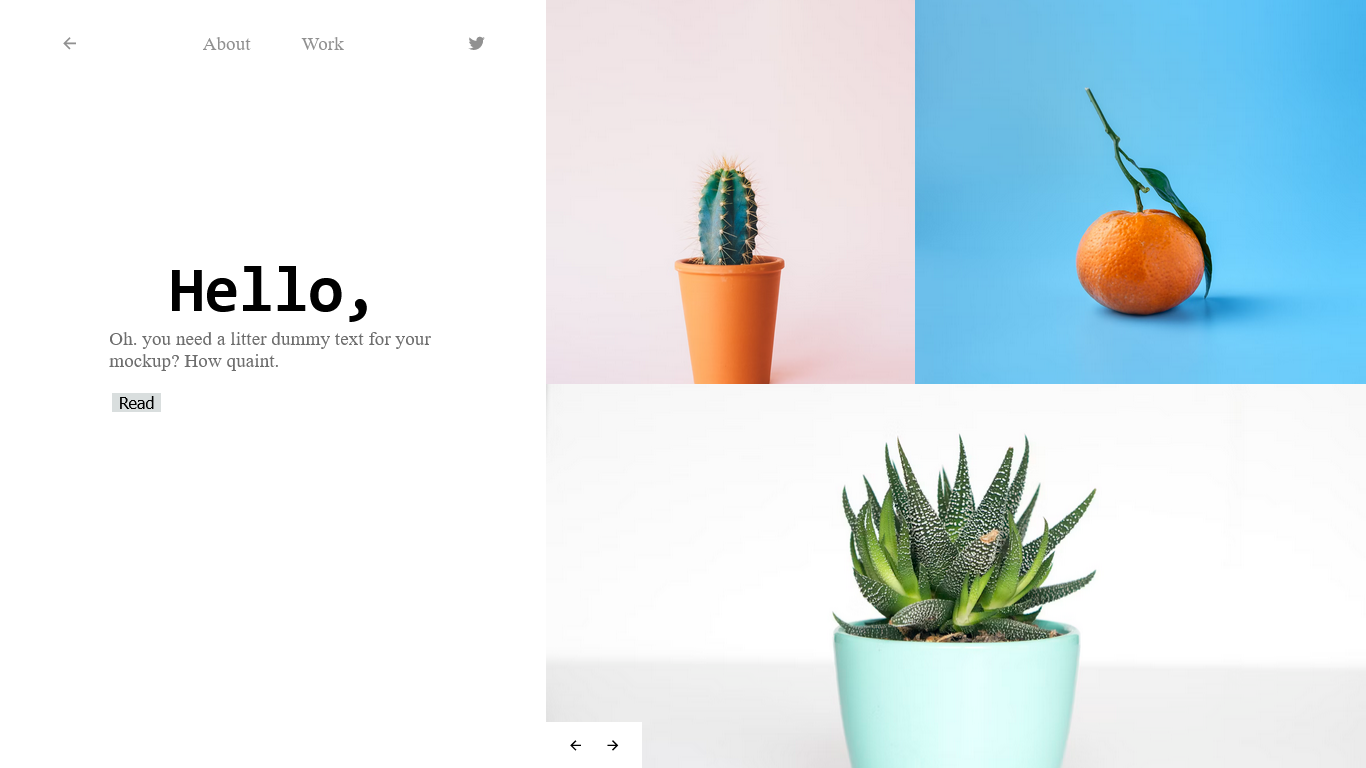 About Work
Hello,
Oh. you need a litter dummy text for your
mockup? How quaint.
Read